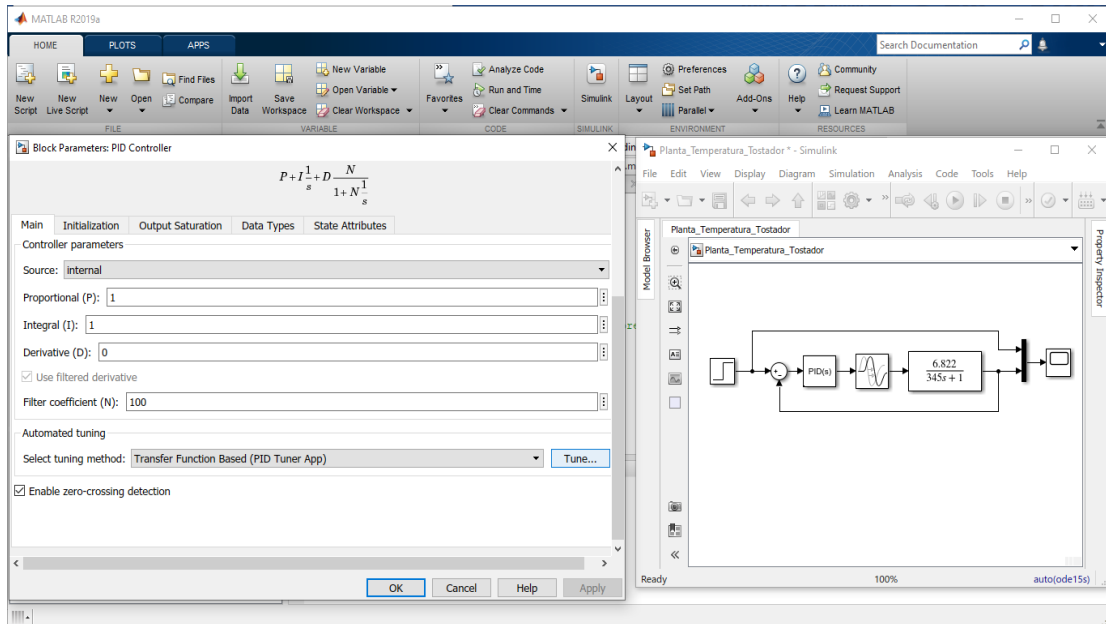 MATLAB R2019a
HOME PLOTS APPS
Search Documentation
New Script
New Live Script
New
Open
Find Files
Compare
Import Data
Save Workspace
New Variable
Open Variable
Clear Workspace
Favorites
Analyze Code
Run and Time
Clear Commands
Simulink
Layout
Preferences
Set Path
Parallel
Add-Ons
Help
Community
Request Support
Learn MATLAB
FILE VARIABLE CODE SIMULINK ENVIRONMENT RESOURCES
Block Parameters: PID Controller
P+I 1/s +D N/(1+N 1/s)
Main Initialization Output Saturation Data Types State Attributes
Controller parameters
Source: internal
Proportional (P): 1
Integral (I): 1
Derivative (D): 0
Use filtered derivative
Filter coefficient (N): 100
Automated tuning
Select tuning method: Transfer Function Based (PID Tuner App) Tune...
Enable zero-crossing detection
OK Cancel Help Apply
Planta_Temperatura_Tostador * - Simulink
File Edit View Display Diagram Simulation Analysis Code Tools Help
Planta_Temperatura_Tostador
Planta_Temperatura_Tostador
Model Browser
Property Inspector
PID(s)
6.822
345s + 1
Ready 100% auto(ode15s)